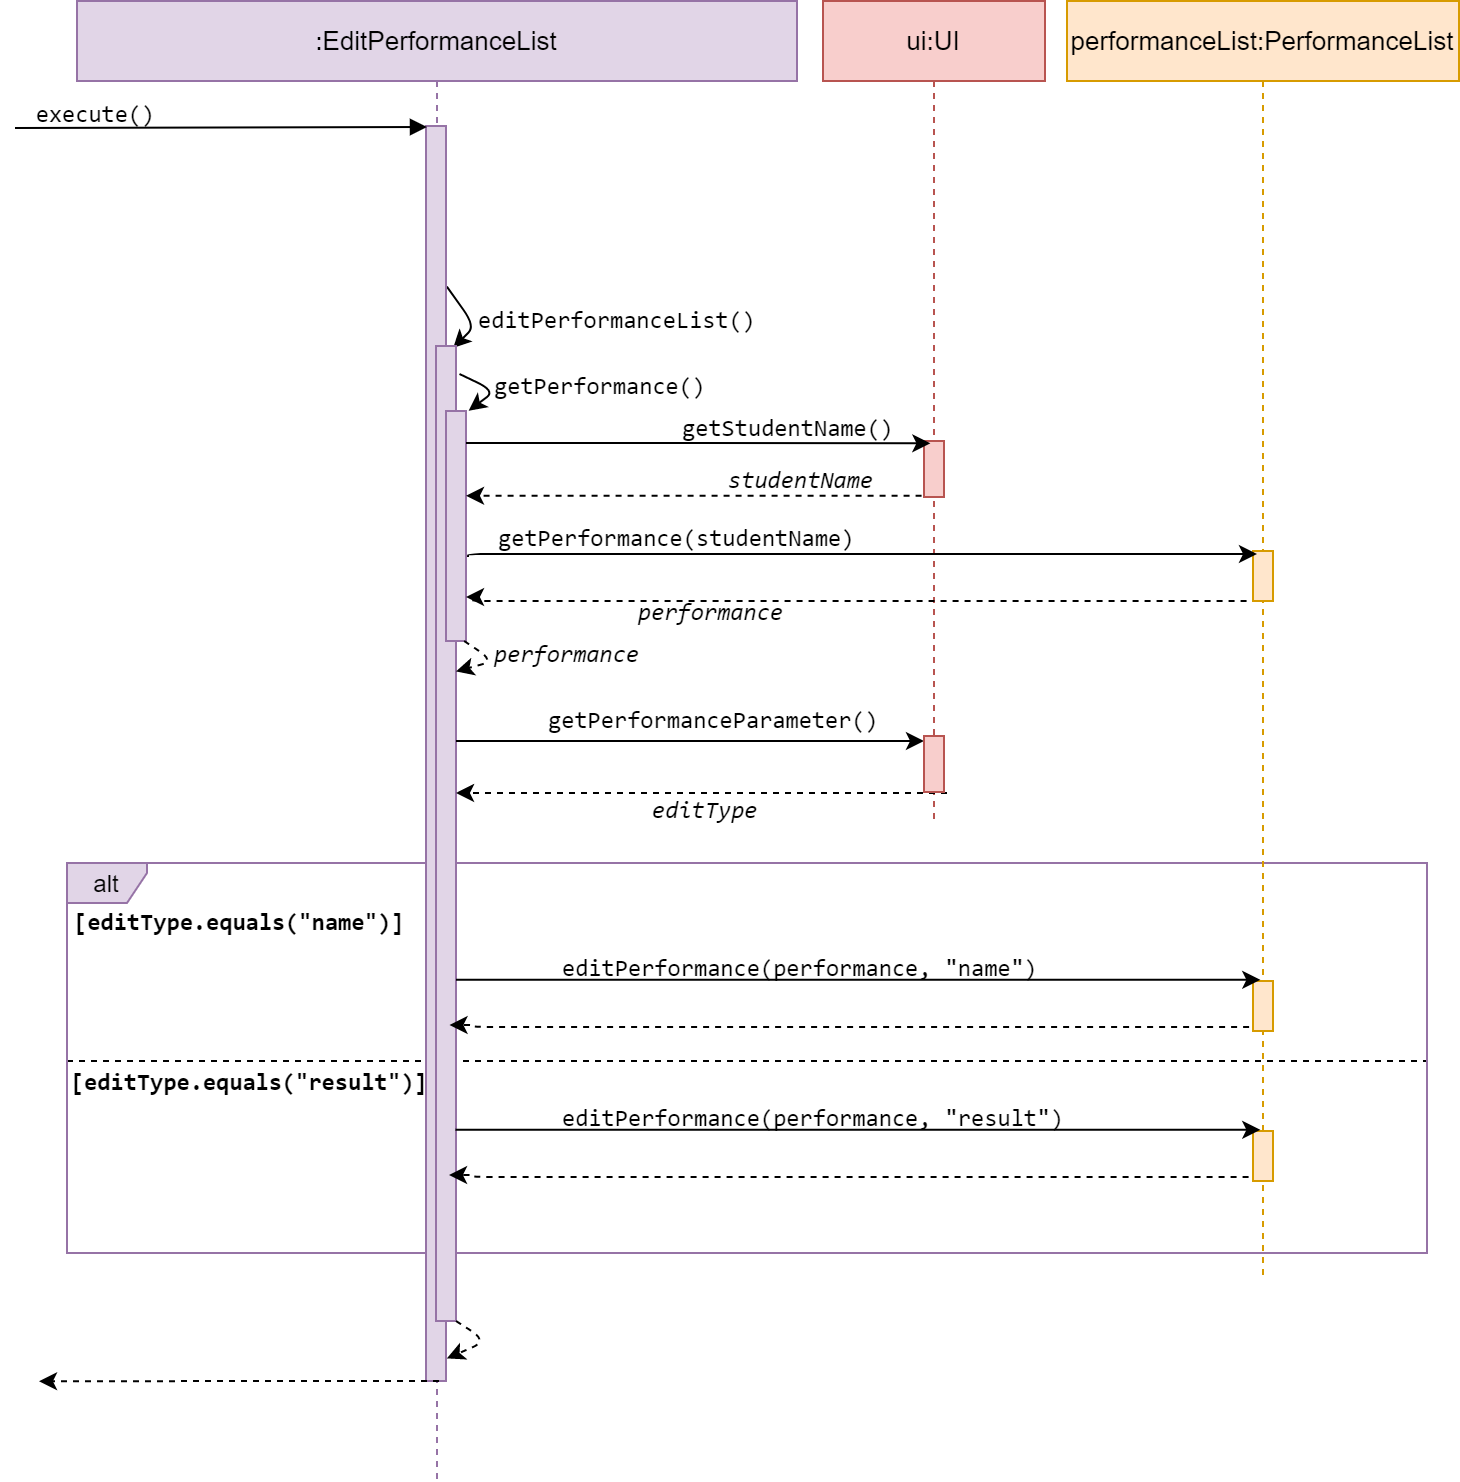 :EditPerformanceList
ui:UI
performanceList:PerformanceList
execute()
editPerformanceList()
getPerformance()
getStudentName()
studentName
getPerformance(studentName)
performance
performance
getPerformanceParameter()
editType
alt
[editType.equals("name")]
editPerformance(performance, "name")
[editType.equals("result")]
editPerformance(performance, "result")